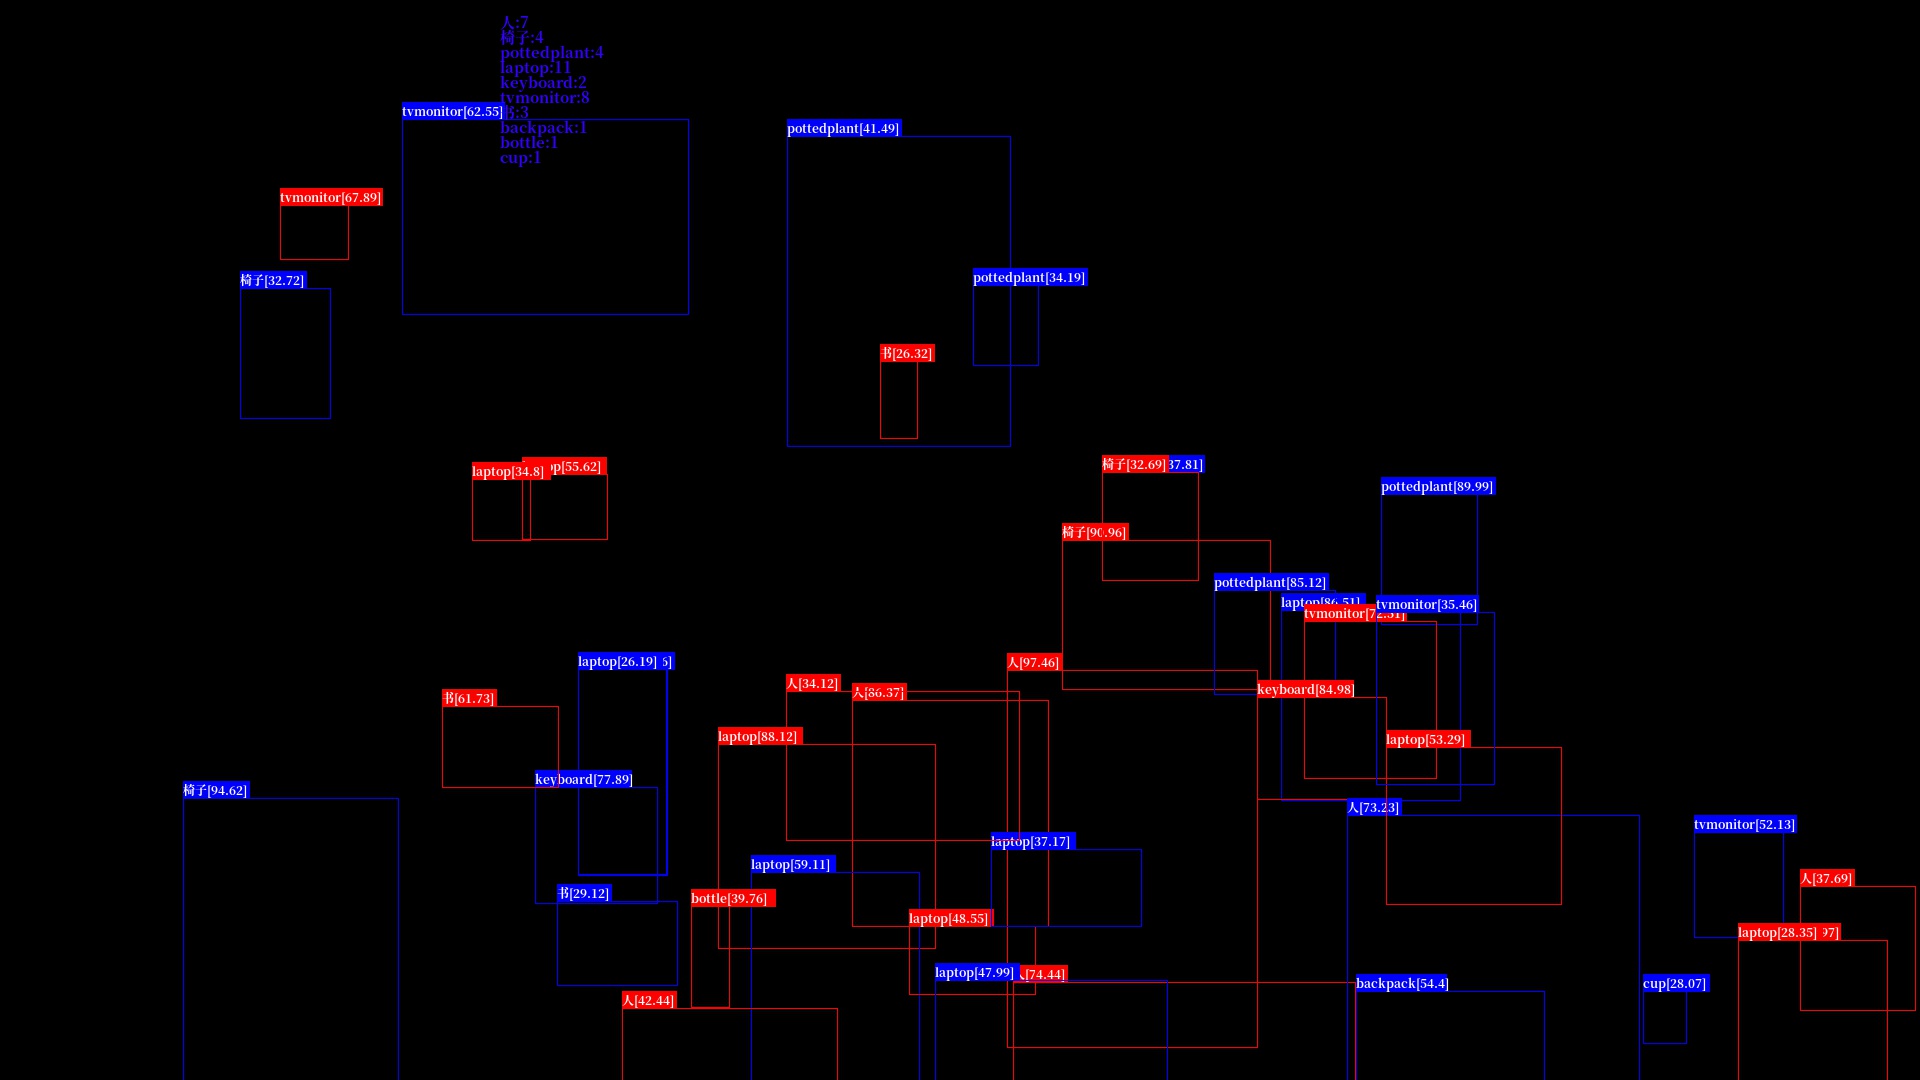 人:7
椅子:4
pottedplant:4
laptop:11
keyboard:2
tvmonitor:8
书:3
backpack:1
bottle:1
cup:1
tvmonitor[62.55]
pottedplant[41.49]
tvmonitor[67.89]
椅子[32.72]
pottedplant[34.19]
书[26.32]
laptop[34.8]
op[55.62]
椅子[32.69]
37.81]
pottedplant[89.99]
椅子[90.96]
pottedplant[85.12]
laptop[86.51]
tvmonitor[35.46]
tvmonitor[72.31]
laptop[26.19]
人[97.46]
人[34.12]
keyboard[84.98]
人[86.37]
书[61.73]
laptop[88.12]
laptop[53.29]
keyboard[77.89]
椅子[94.62]
人[73.23]
tvmonitor[52.13]
laptop[37.17]
laptop[59.11]
人[37.69]
书[29.12]
bottle[39.76]
laptop[48.55]
laptop[28.35]
97]
laptop[47.99]
人[74.44]
backpack[54.4]
cup[28.07]
人[42.44]